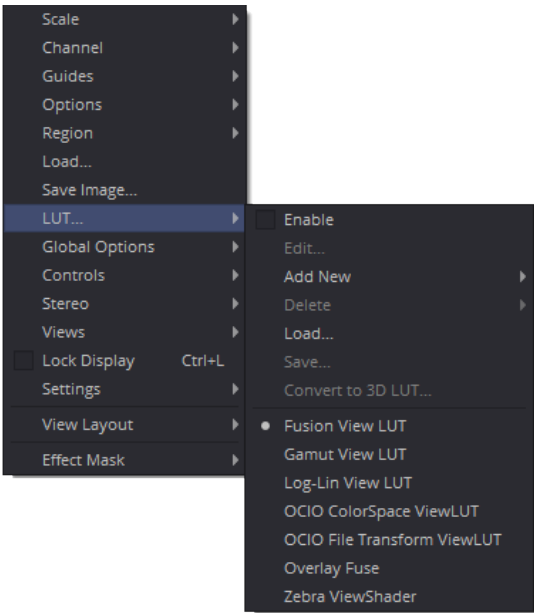 Scale
Channel
Guides
Options
Region
Load...
Save Image...
LUT...
Global Options
Controls
Stereo
Views
Lock Display Ctrl+L
Settings
View Layout
Effect Mask
Enable
Edit...
Add New
Delete
Load...
Save...
Convert to 3D LUT...
Fusion View LUT
Gamut View LUT
Log-Lin View LUT
OCIO ColorSpace ViewLUT
OCIO File Transform ViewLUT
Overlay Fuse
Zebra ViewShader